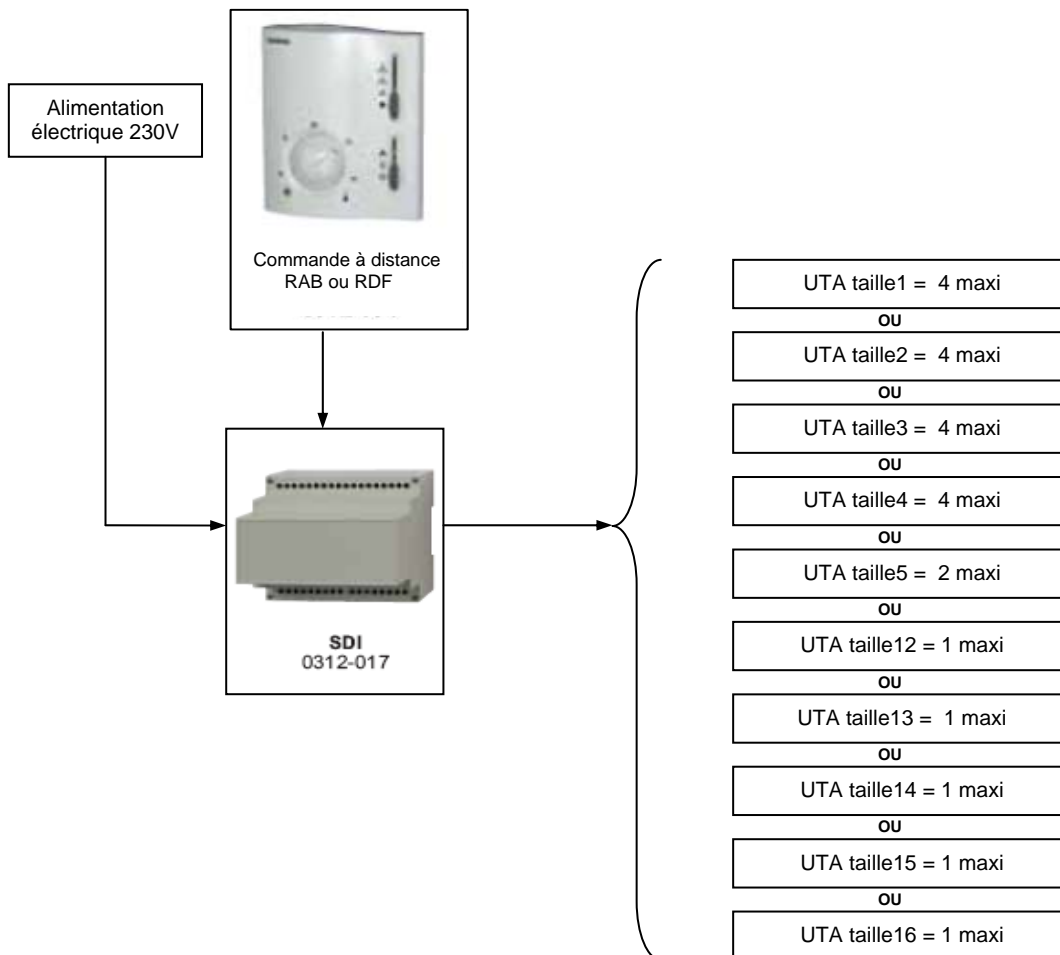 Alimentation
électrique 230V
Commande à distance
RAB ou RDF
SDI
0312-017
UTA taille1 =  4 maxi
OU
UTA taille2 =  4 maxi
OU
UTA taille3 =  4 maxi
OU
UTA taille4 =  4 maxi
OU
UTA taille5 =  2 maxi
OU
UTA taille12 = 1 maxi
OU
UTA taille13 =  1 maxi
OU
UTA taille14 = 1 maxi
OU
UTA taille15 = 1 maxi
OU
UTA taille16 = 1 maxi